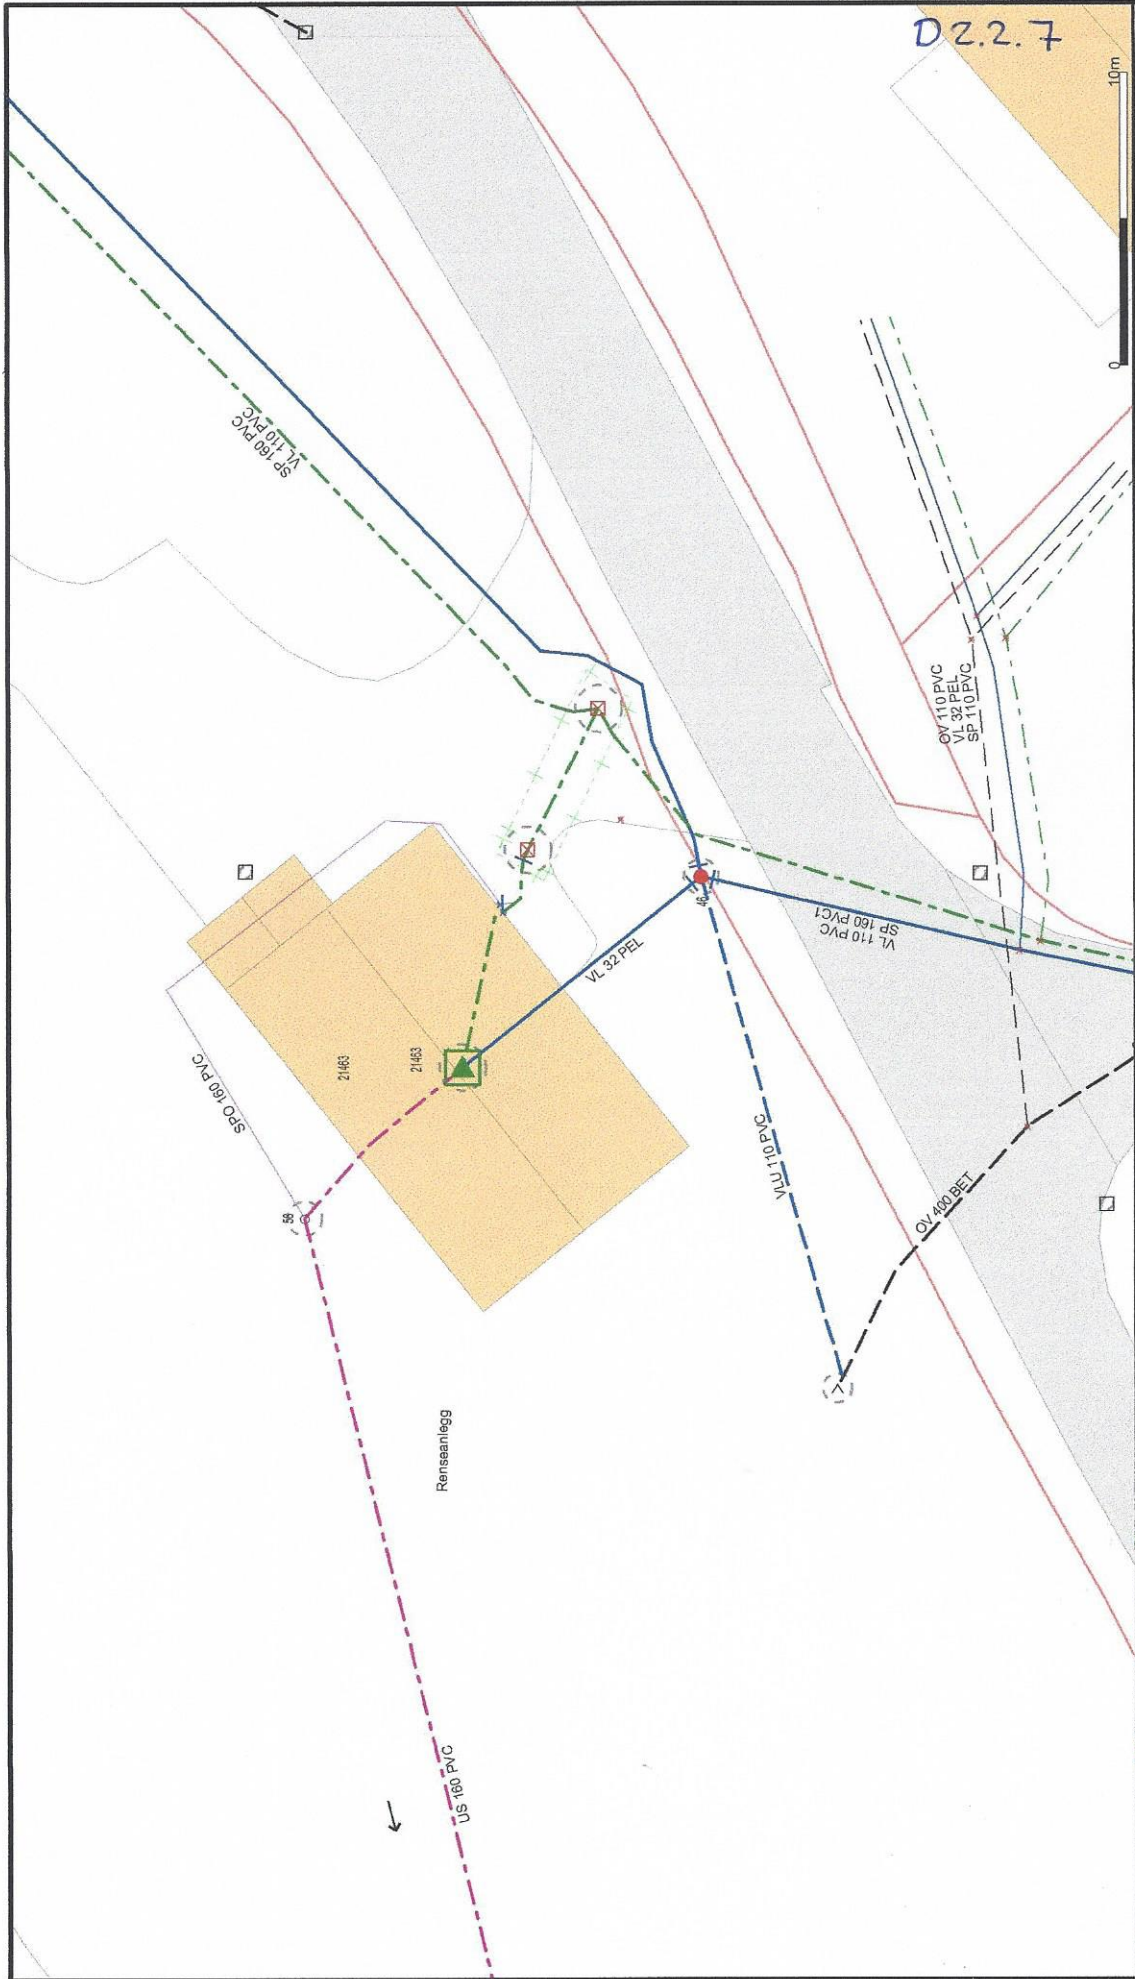 D 2.2.7
10m
0
SP 160 PVC
VL 110 PVC
OV 110 PVC
VL 32 PEL
SP 110 PVC
46
VL 110 PVC
SP 160 PVC1
VL 32 PEL
21463
21463
SPO 160 PVC
58
VLU 110 PVC
OV 400 BET
Renseanlegg
US 160 PVC